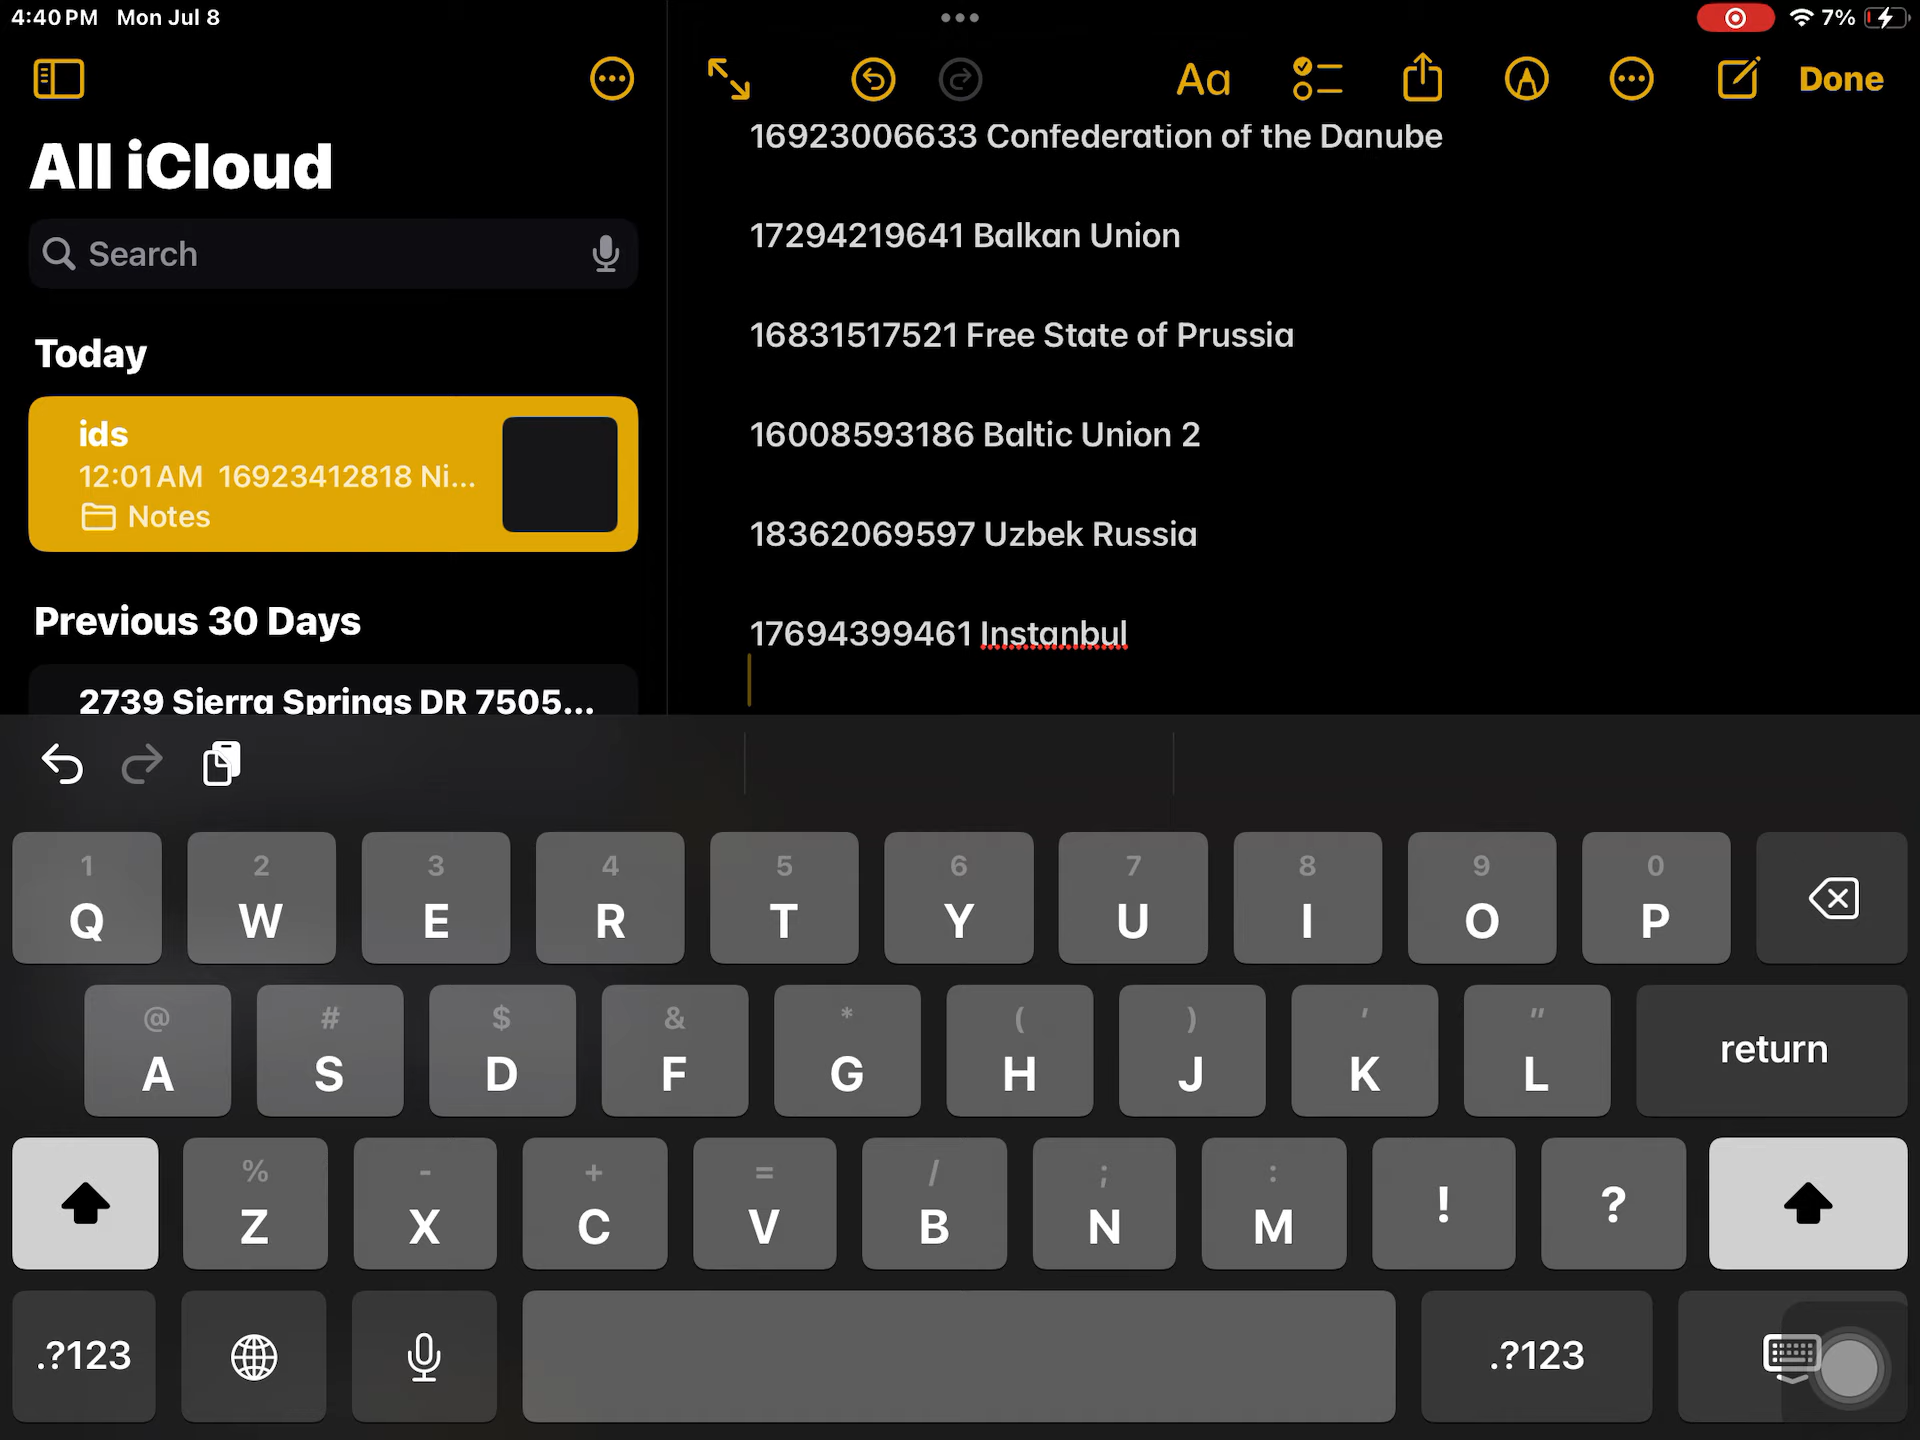 4:40 PM Mon Jul 8
7%
Aa
Done
All iCloud
Search
Today
ids
12:01 AM 16923412818 Ni...
Notes
Previous 30 Days
2739 Sierra Springs DR 7505...
16923006633 Confederation of the Danube
17294219641 Balkan Union
16831517521 Free State of Prussia
16008593186 Baltic Union 2
18362069597 Uzbek Russia
17694399461 Instanbul
1 2 3 4 5 6 7 8 9 0
Q W E R T Y U I O P
@ # $ & * ( ) ' "
A S D F G H J K L return
% - + = / ; :
Z X C V B N M ! ?
.?123 .?123